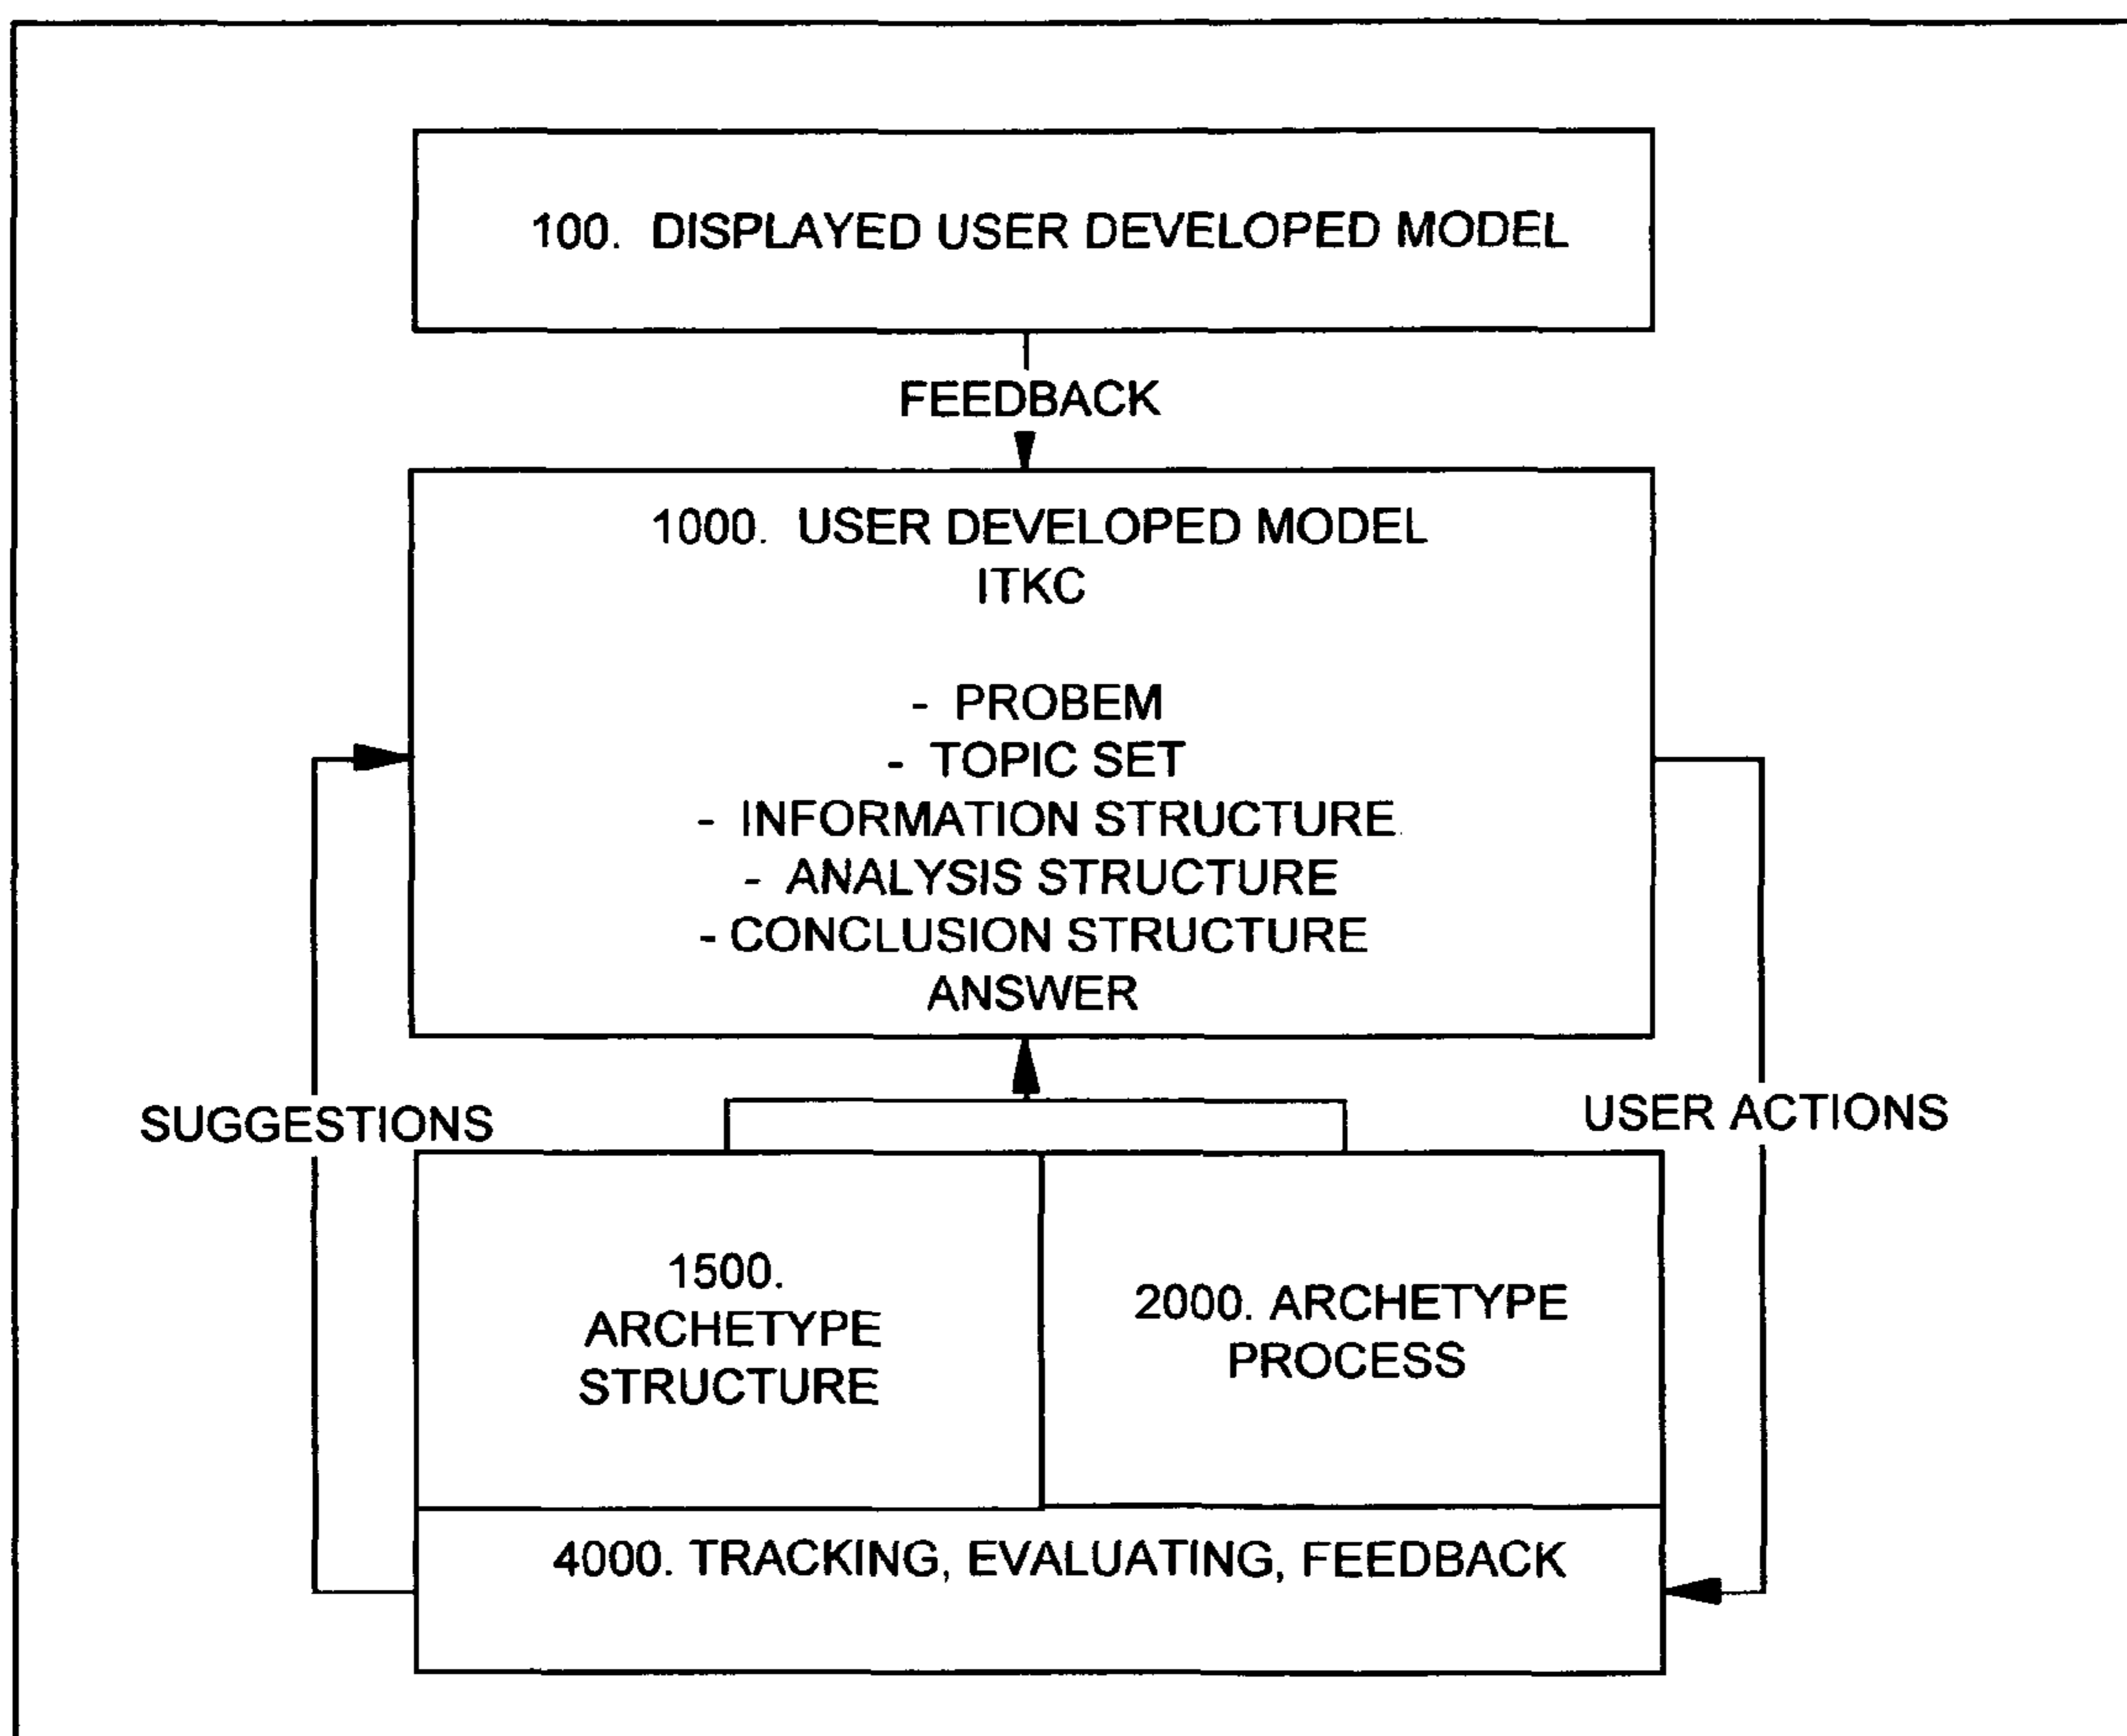 100. DISPLAYED USER DEVELOPED MODEL
FEEDBACK
1000. USER DEVELOPED MODEL
ITKC
- PROBEM
- TOPIC SET
- INFORMATION STRUCTURE
- ANALYSIS STRUCTURE
- CONCLUSION STRUCTURE
ANSWER
SUGGESTIONS
USER ACTIONS
1500.
ARCHETYPE
STRUCTURE
2000. ARCHETYPE
PROCESS
4000. TRACKING, EVALUATING, FEEDBACK